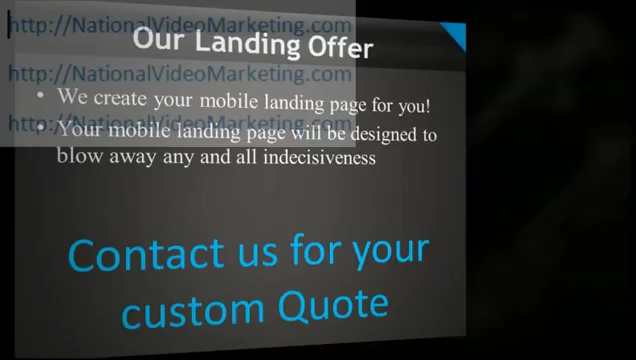 http://NationalVideoMarketing.com
Our Landing Offer
http://NationalVideoMarketing.com
• We create your mobile landing page for you!
http://NationalVideoMarketing.com
• Your mobile landing page will be designed to
blow away any and all indecisiveness
Contact us for your
custom Quote